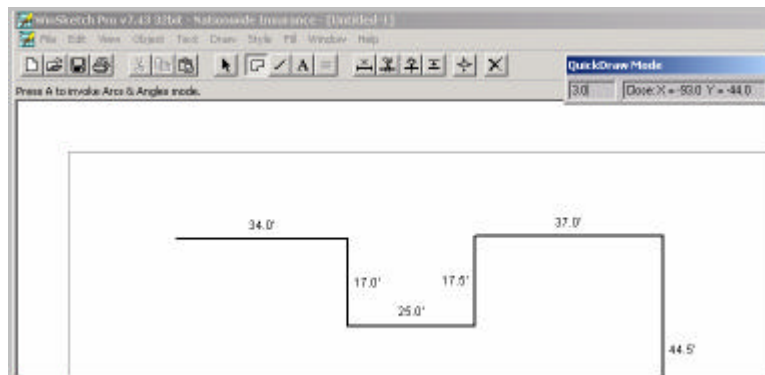 WinSketch Pro v7.43 32bit - Nationwide Insurance - [Untitled-1]
File Edit View Object Text Draw Style Fill Window Help
A
QuickDraw Mode
Press A to invoke Arcs & Angles mode.
3.0 Close: X = -93.0 Y = -44.0
34.0'
37.0'
17.0'
17.5'
25.0'
44.5'